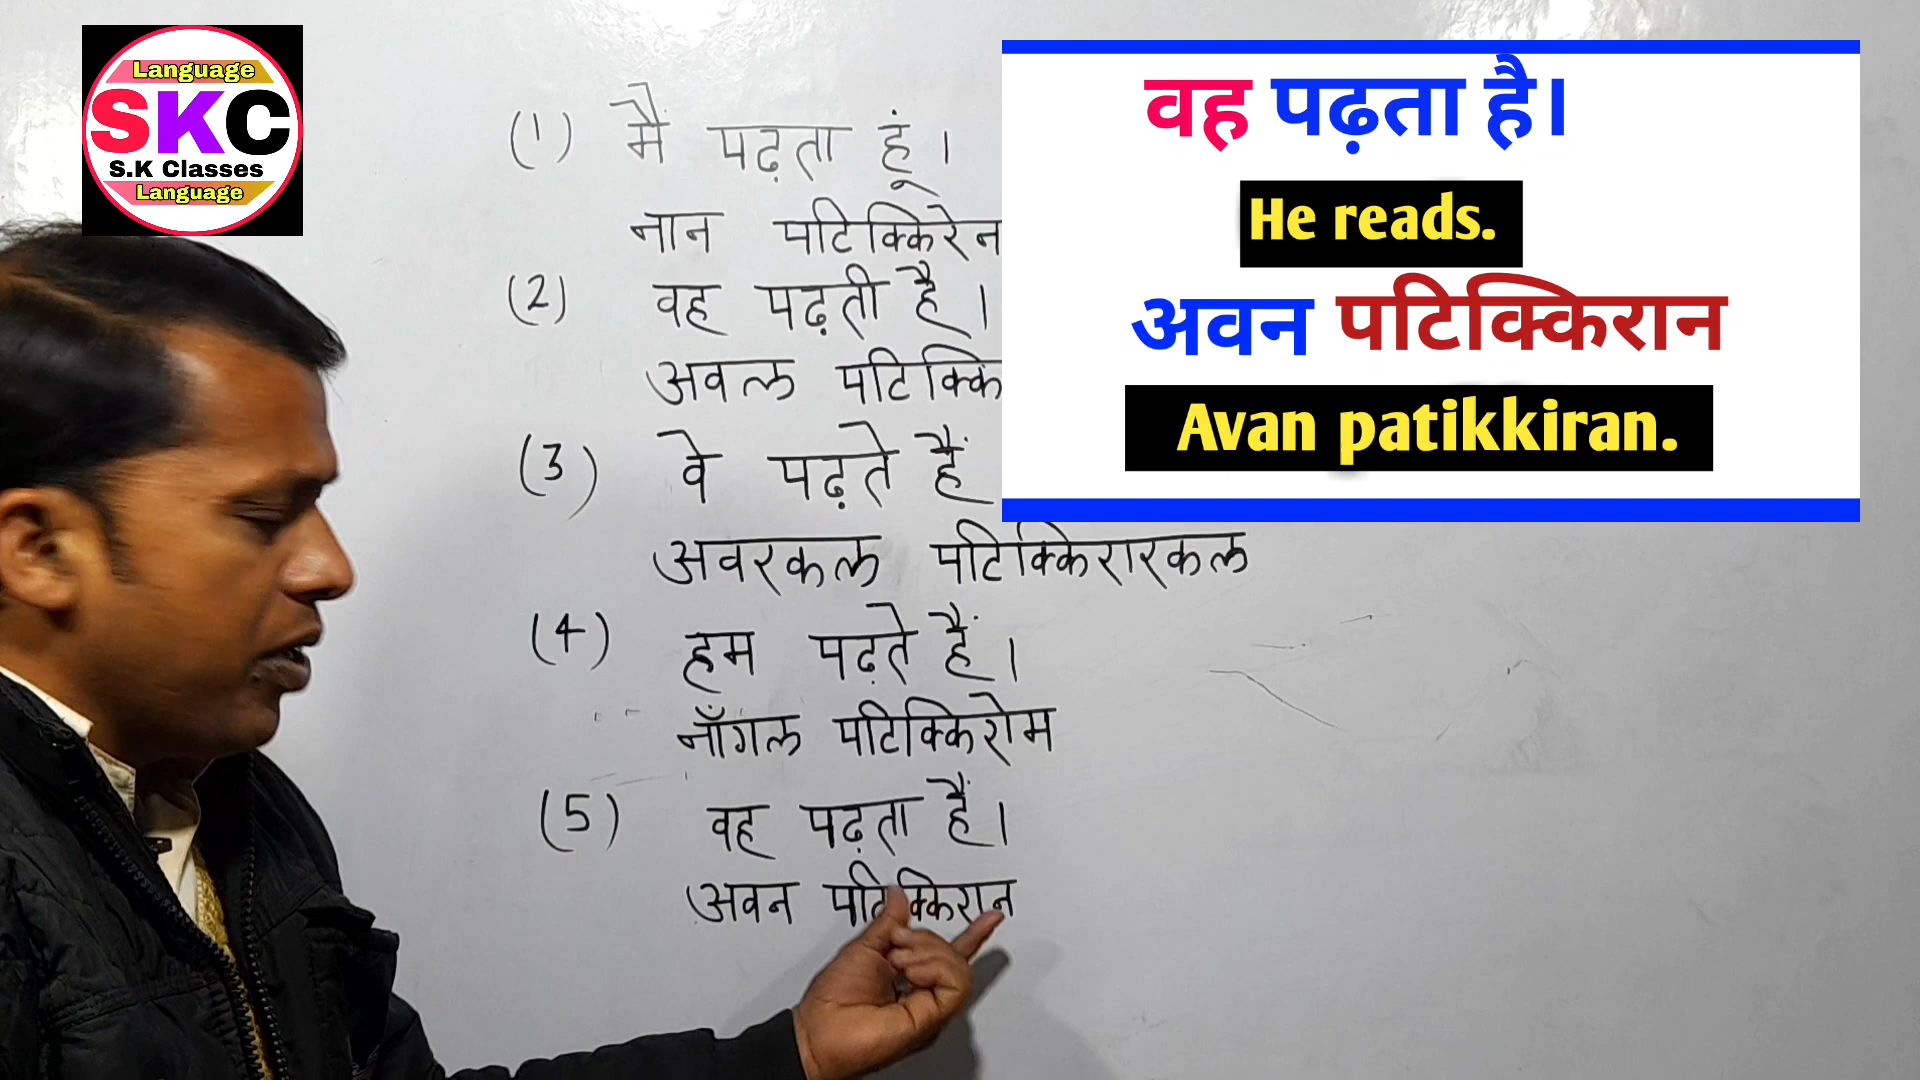 Language
SKC
S.K Classes
Language
(1) मैं पढ़ता हूं।
नान पटिक्किरेन
(2) वह पढ़ती है।
अवल पटिक्कि
(3) वे पढ़ते हैं
अवरकल पटिक्किरारकल
(4) हम पढ़ते हैं।
नाँगल पटिक्किरोम
(5) वह पढ़ता हैं।
अवन पटिक्किरान
वह पढ़ता है।
He reads.
अवन पटिक्किरान
Avan patikkiran.